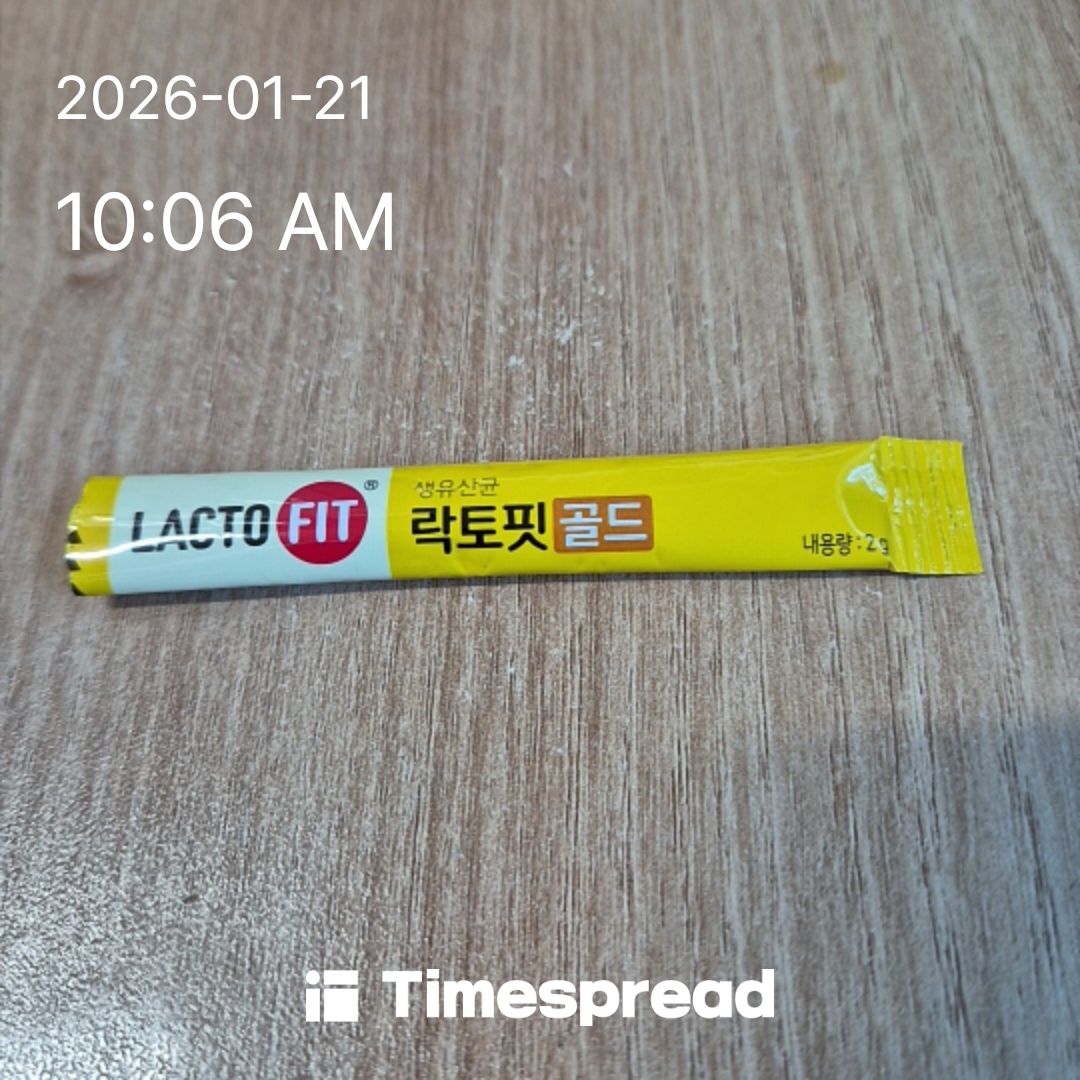 2026-01-21
10:06 AM
LACTO FIT®
생유산균
락토핏 골드
내용량 : 2g
Timespread